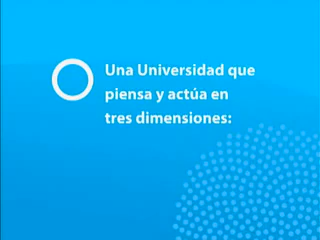 Una Universidad que
piensa y actúa en
tres dimensiones: